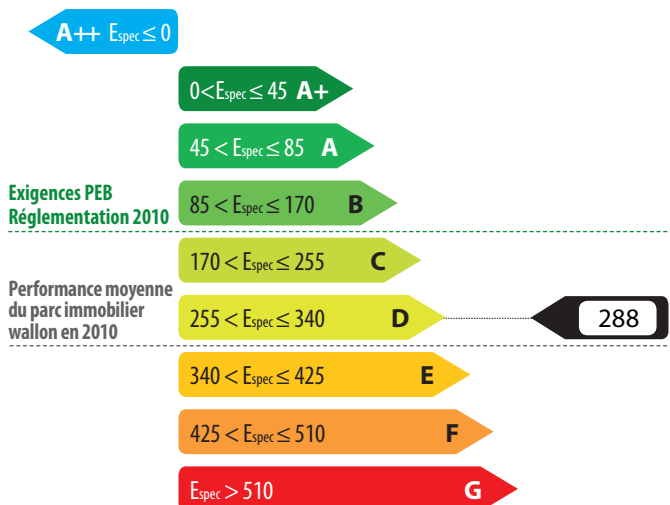 A++ Espec ≤ 0
0<Espec ≤ 45 A+
45 < Espec ≤ 85 A
Exigences PEB
Réglementation 2010
85 < Espec ≤ 170 B
170 < Espec ≤ 255 C
Performance moyenne
du parc immobilier
wallon en 2010
255 < Espec ≤ 340 D
288
340 < Espec ≤ 425 E
425 < Espec ≤ 510 F
Espec > 510 G